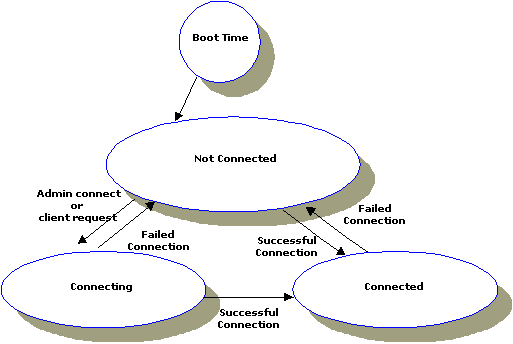 Boot Time
Not Connected
Admin connect
or
client request
Failed
Connection
Successful
Connection
Failed
Connection
Connecting
Successful
Connection
Connected